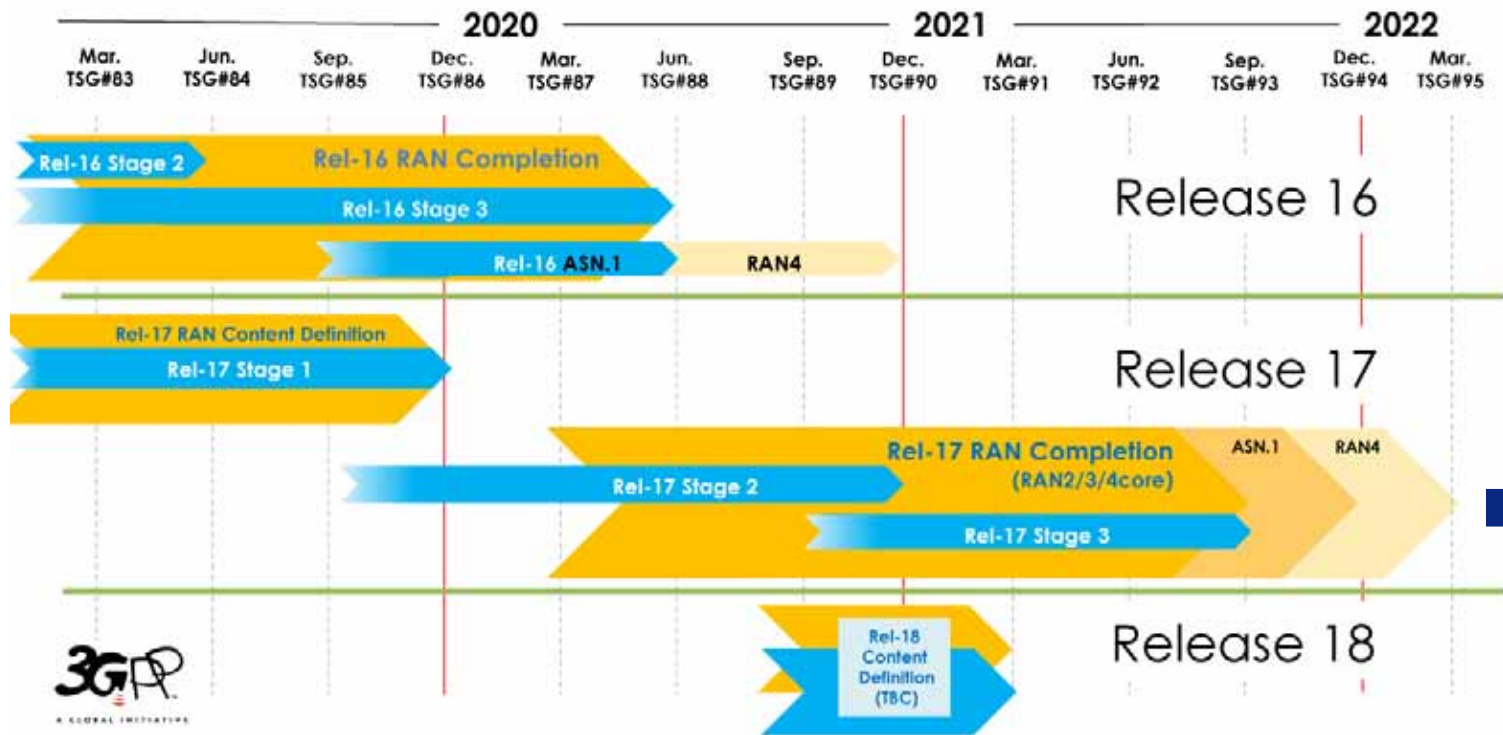 2020 2021 2022
Mar. Jun. Sep. Dec. Mar. Jun. Sep. Dec. Mar. Jun. Sep. Dec. Mar.
TSG#83 TSG#84 TSG#85 TSG#86 TSG#87 TSG#88 TSG#89 TSG#90 TSG#91 TSG#92 TSG#93 TSG#94 TSG#95
Rel-16 Stage 2
Rel-16 RAN Completion
Rel-16 Stage 3
Release 16
Rel-16 ASN.1
RAN4
Rel-17 RAN Content Definition
Rel-17 Stage 1
Release 17
Rel-17 RAN Completion
(RAN2/3/4core)
ASN.1
RAN4
Rel-17 Stage 2
Rel-17 Stage 3
Rel-18
Content
Definition
(TBC)
Release 18
3GPP
A GLOBAL INITIATIVE